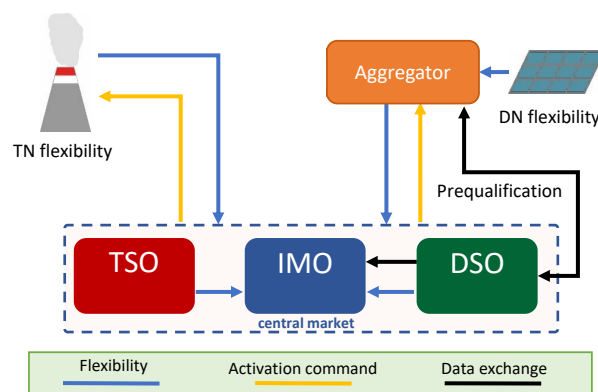 Aggregator
TN flexibility
DN flexibility
Prequalification
TSO
IMO
DSO
central market
Flexibility
Activation command
Data exchange